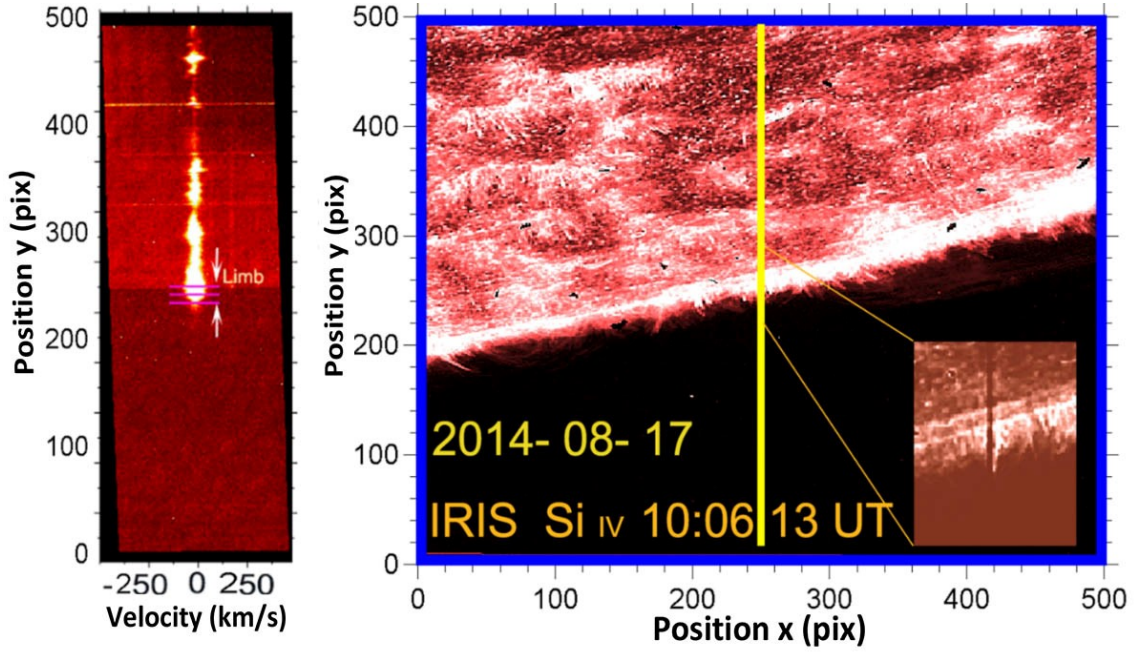 500
400
300
200
100
0
Position y (pix)
Limb
-250 0 250
Velocity (km/s)
500
400
300
200
100
0
Position y (pix)
2014- 08- 17
IRIS Si IV 10:06 13 UT
0 100 200 300 400 500
Position x (pix)